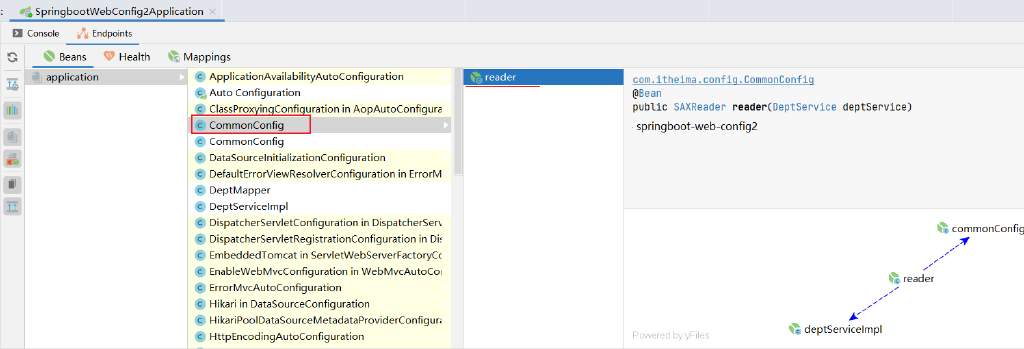 SpringbootWebConfig2Application
Console
Endpoints
Beans
Health
Mappings
application
ApplicationAvailabilityAutoConfiguration
Auto Configuration
ClassProxyingConfiguration in AopAutoConfigura
CommonConfig
CommonConfig
DataSourceInitializationConfiguration
DefaultErrorViewResolverConfiguration in ErrorM
DeptMapper
DeptServiceImpl
DispatcherServletConfiguration in DispatcherServ
DispatcherServletRegistrationConfiguration in Dis
EmbeddedTomcat in ServletWebServerFactoryCo
EnableWebMvcConfiguration in WebMvcAutoCon
ErrorMvcAutoConfiguration
Hikari in DataSourceConfiguration
HikariPoolDataSourceMetadataProviderConfigura
HttpEncodingAutoConfiguration
reader
com.itheima.config.CommonConfig
@Bean
public SAXReader reader(DeptService deptService)
springboot-web-config2
commonConfig
reader
deptServiceImpl
Powered by yFiles